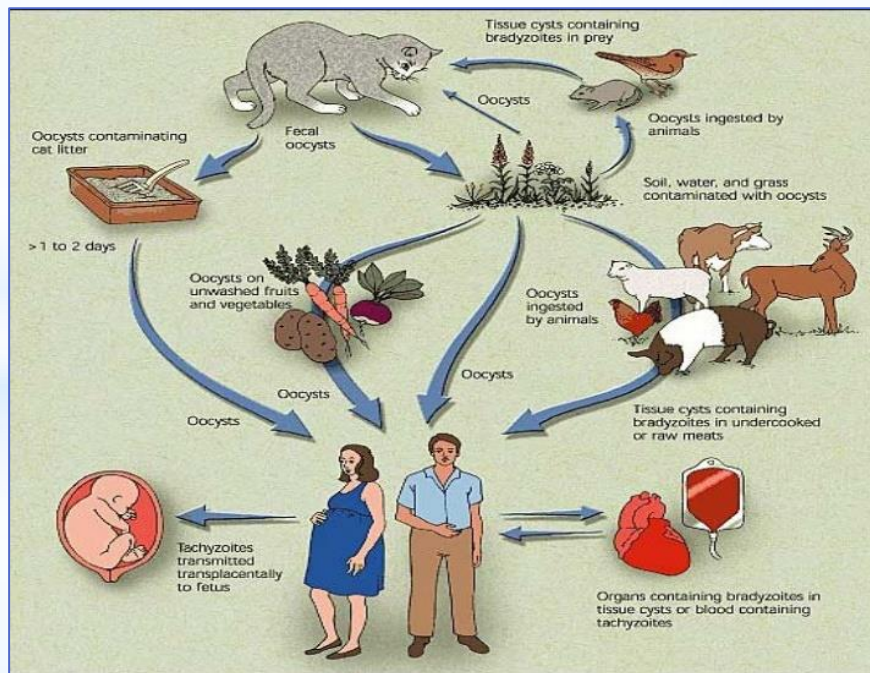 Tissue cysts containing
bradyzoites in prey
Oocysts
Oocysts ingested by
animals
Oocysts contaminating
cat litter
Fecal
oocysts
Soil, water, and grass
contaminated with oocysts
>1 to 2 days
Oocysts on
unwashed fruits
and vegetables
Oocysts
ingested
by animals
Oocysts
Oocysts
Oocysts
Tissue cysts containing
bradyzoites in undercooked
or raw meats
Tachyzoites
transmitted
transplacentally
to fetus
Organs containing bradyzoites in
tissue cysts or blood containing
tachyzoites